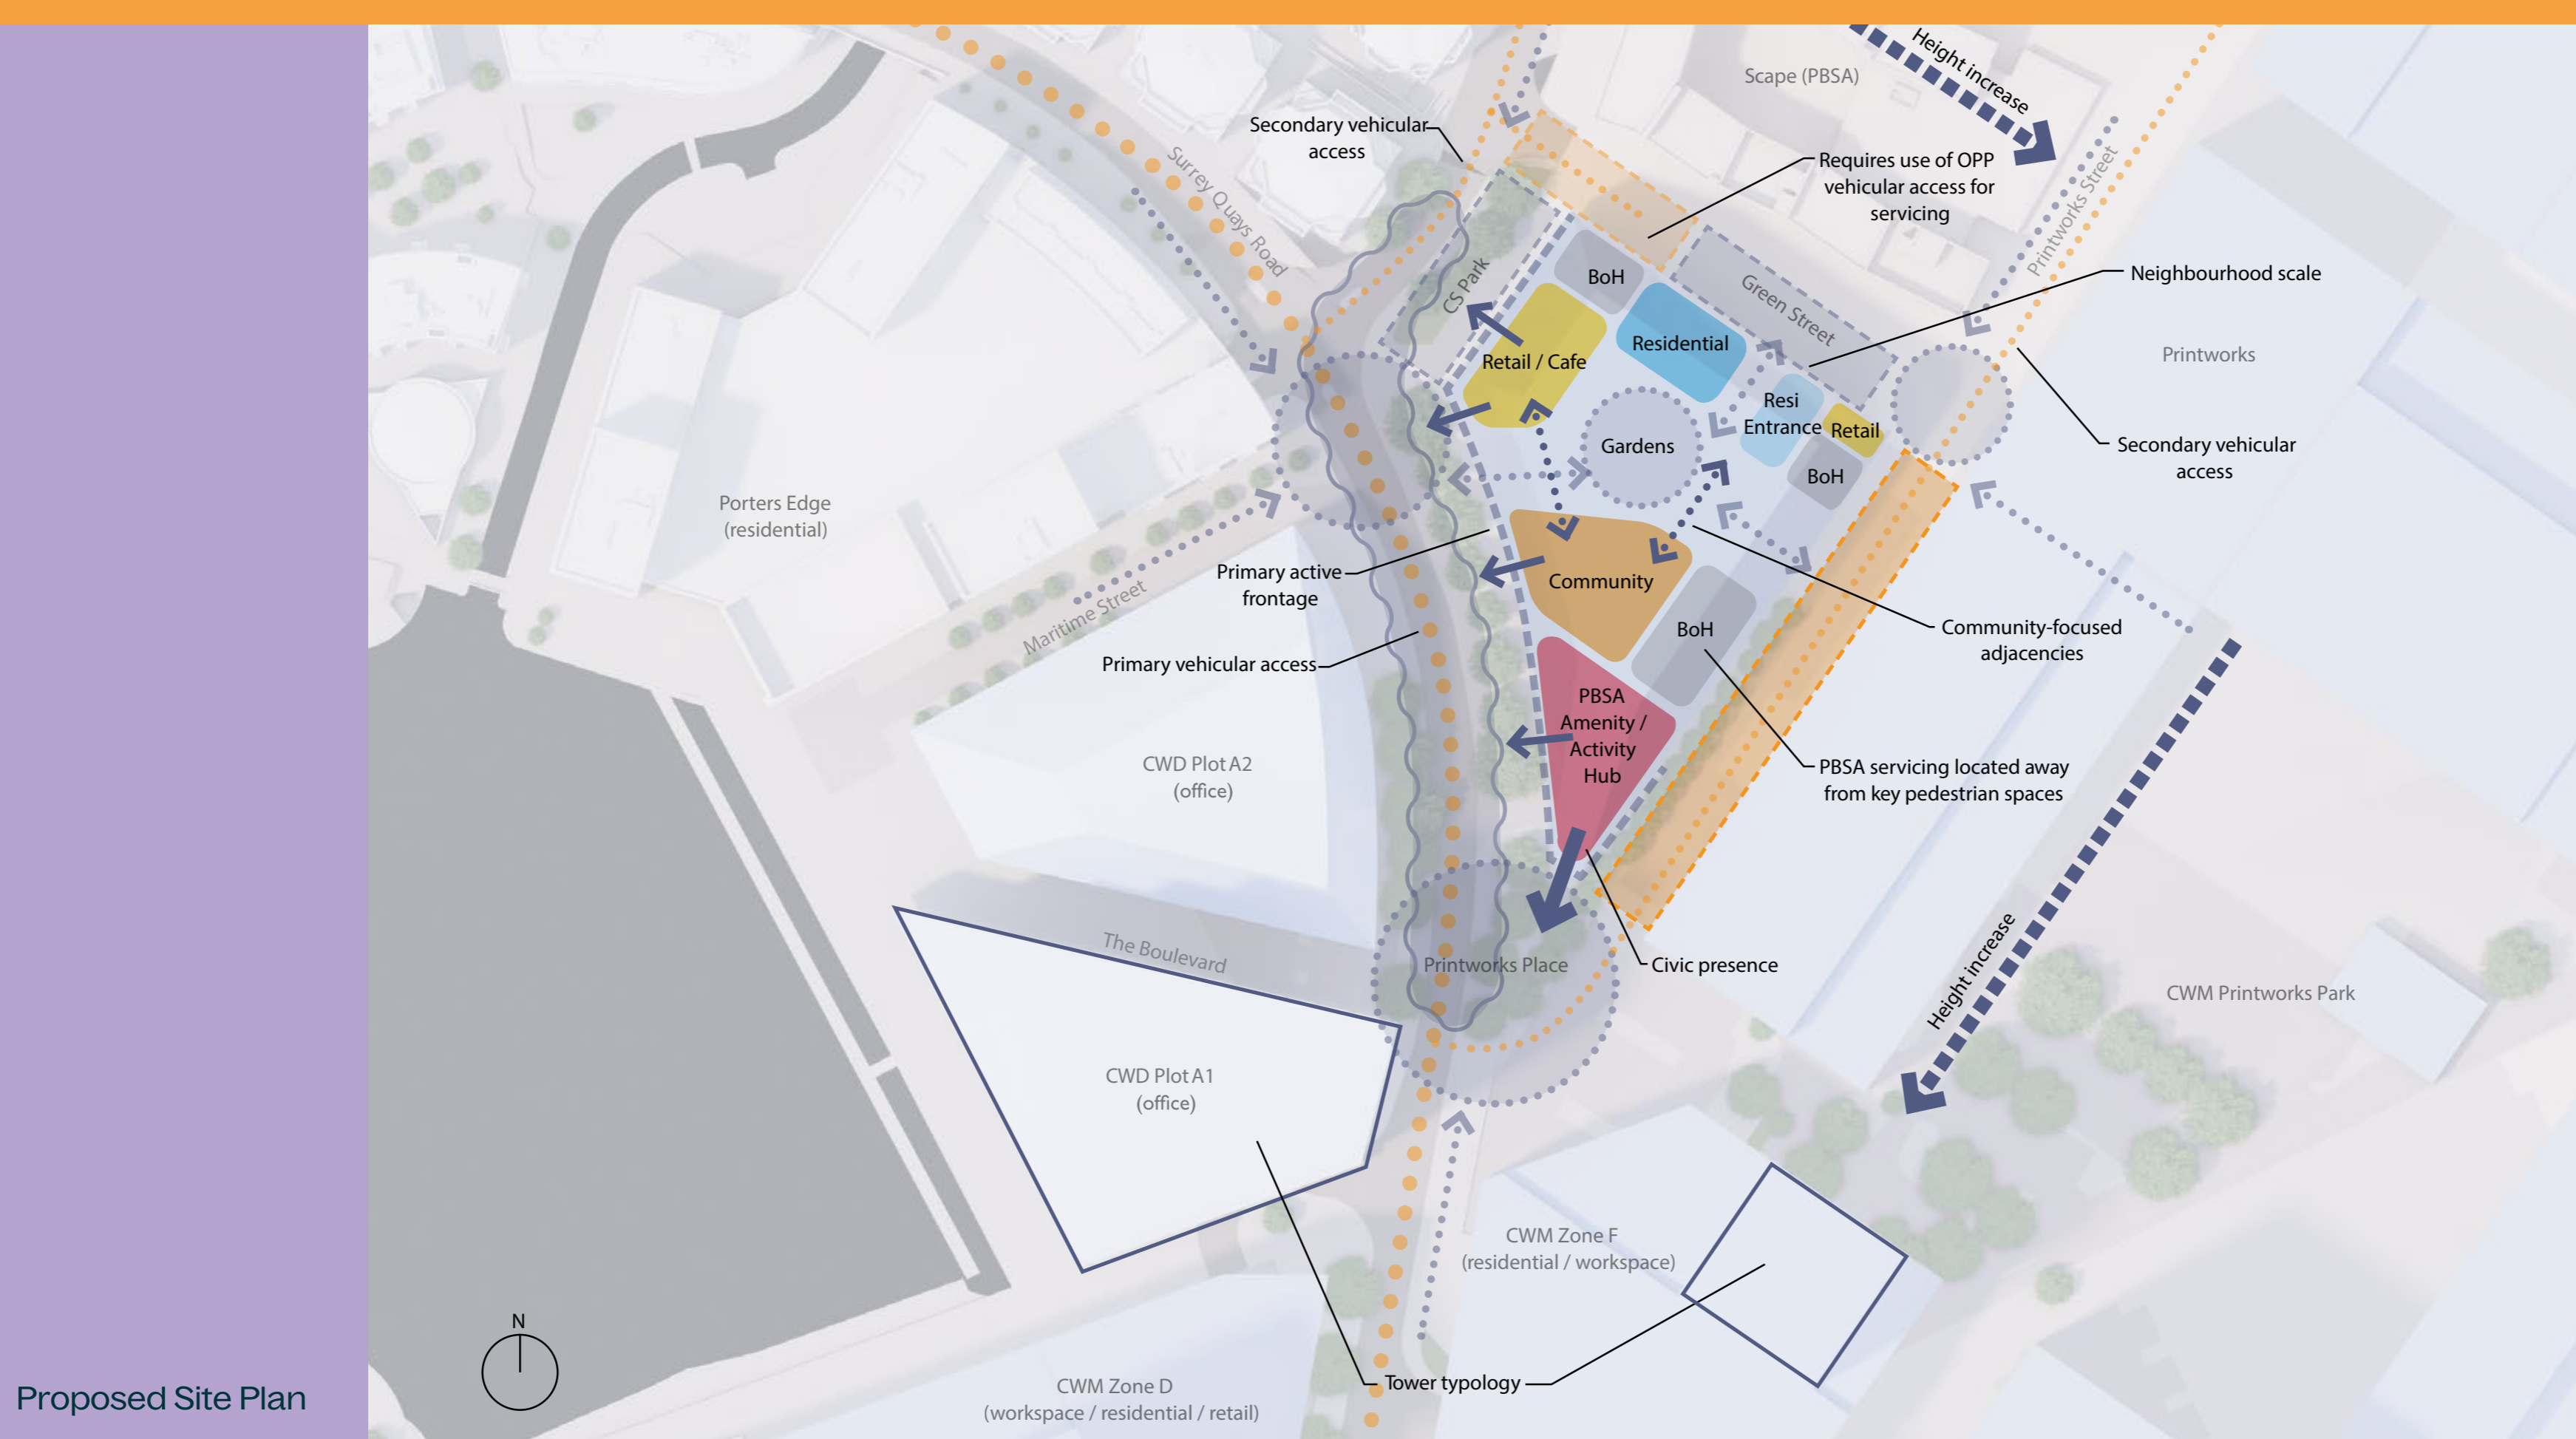 Height increase
Scape (PBSA)
Secondary vehicular
access
Requires use of OPP
vehicular access for
servicing
Surrey Quays Road
Printworks Street
CS Park
BoH
Green Street
Neighbourhood scale
Residential
Retail / Cafe
Printworks
Resi
Entrance
Retail
Gardens
Secondary vehicular
access
BoH
Porters Edge
(residential)
Primary active
frontage
Community
Maritime Street
BoH
Community-focused
adjacencies
Primary vehicular access
PBSA
Amenity /
Activity
Hub
CWD Plot A2
(office)
PBSA servicing located away
from key pedestrian spaces
The Boulevard
Printworks Place
Civic presence
Height increase
CWM Printworks Park
CWD Plot A1
(office)
CWM Zone F
(residential / workspace)
N
Tower typology
CWM Zone D
(workspace / residential / retail)
Proposed Site Plan